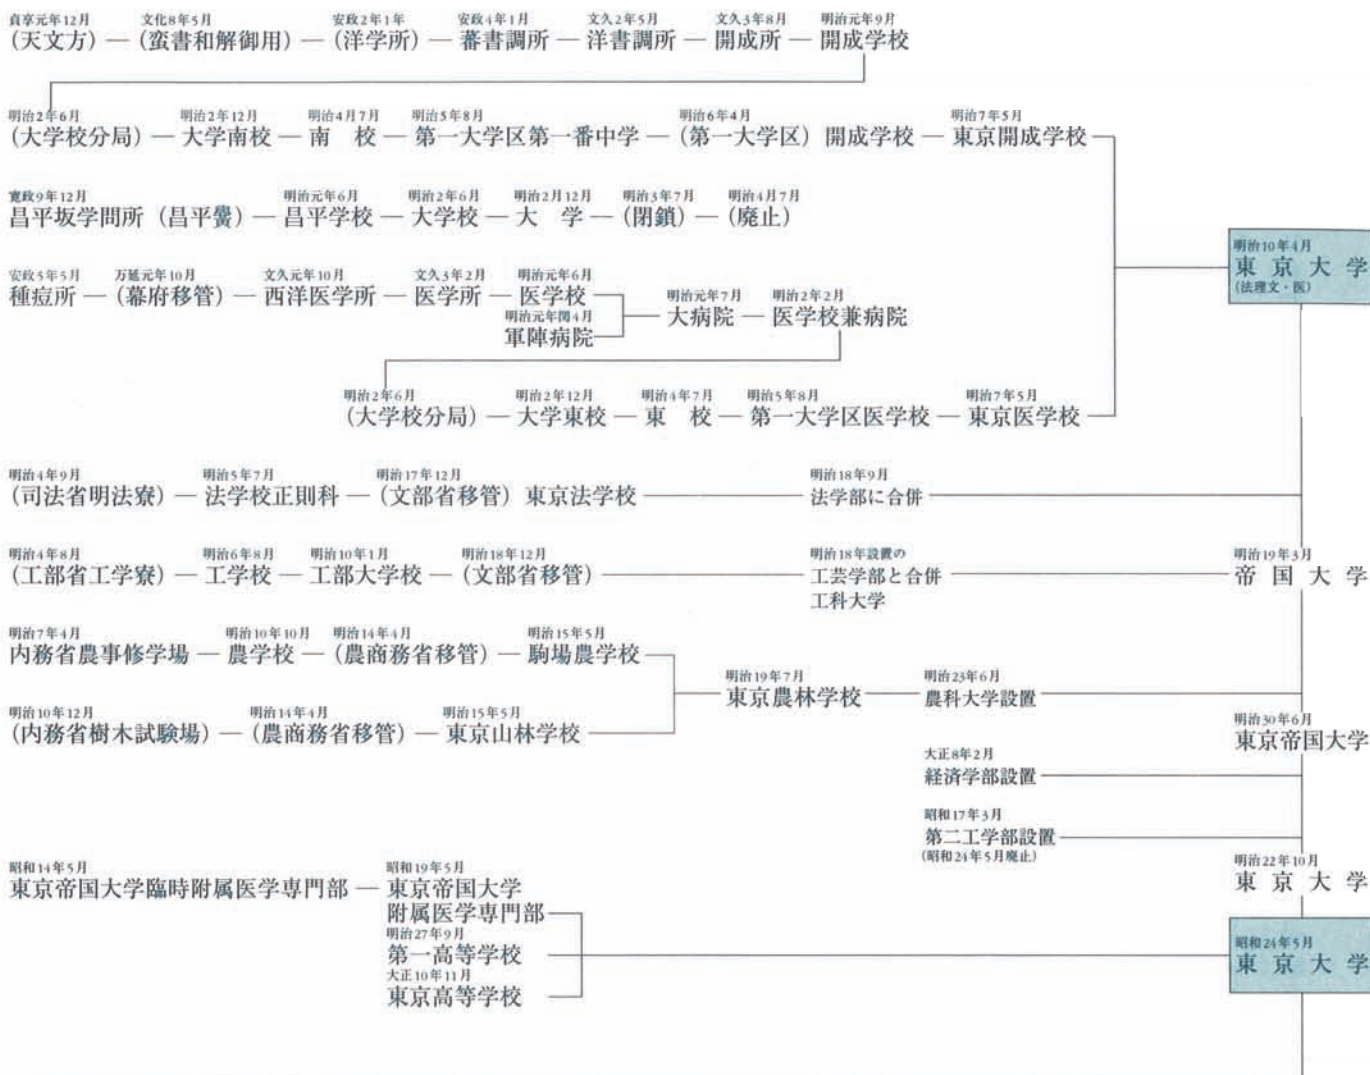 貞享元年12月 文化8年5月 安政2年1年 安政4年1月 文久2年5月 文久3年8月 明治元年9月
(天文方) — (蛮書和解御用) — (洋学所) — 蕃書調所 — 洋書調所 — 開成所 — 開成学校
明治2年6月 明治2年12月 明治4月7月 明治5年8月 明治6年4月 明治7年5月
(大学校分局) — 大学南校 — 南 校 — 第一大学区第一番中学 — (第一大学区) 開成学校 — 東京開成学校
寛政9年12月 明治元年6月 明治2年6月 明治2月12月 明治3年7月 明治4月7月
昌平坂学問所 (昌平黌) — 昌平学校 — 大学校 — 大 学 — (閉鎖) — (廃止)
明治10年4月
東 京 大 学
(法理文・医)
安政5年5月 万延元年10月 文久元年10月 文久3年2月 明治元年6月
種痘所 — (幕府移管) — 西洋医学所 — 医学所 — 医学校
明治元年7月 明治2年2月
大病院 — 医学校兼病院
明治元年閏4月
軍陣病院
明治2年6月 明治2年12月 明治4年7月 明治5年8月 明治7年5月
(大学校分局) — 大学東校 — 東 校 — 第一大学区医学校 — 東京医学校
明治4年9月 明治5年7月 明治17年12月 明治18年9月
(司法省明法寮) — 法学校正則科 — (文部省移管) 東京法学校 法学部に合併
明治4年8月 明治6年8月 明治10年1月 明治18年12月 明治18年設置の 明治19年3月
(工部省工学寮) — 工学校 — 工部大学校 — (文部省移管) 工芸学部と合併 帝 国 大 学
工科大学
明治7年4月 明治10年10月 明治14年4月 明治15年5月
内務省農事修学場 — 農学校 — (農商務省移管) — 駒場農学校
明治19年7月 明治23年6月
東京農林学校 農科大学設置
明治10年12月 明治14年4月 明治15年5月
(内務省樹木試験場) — (農商務省移管) — 東京山林学校
明治30年6月
東京帝国大学
大正8年2月
経済学部設置
昭和17年3月
第二工学部設置
(昭和24年5月廃止)
明治22年10月
東 京 大 学
昭和14年5月 昭和19年5月
東京帝国大学臨時附属医学専門部 — 東京帝国大学
附属医学専門部
明治27年9月
第一高等学校
大正10年11月
東京高等学校
昭和24年5月
東 京 大 学